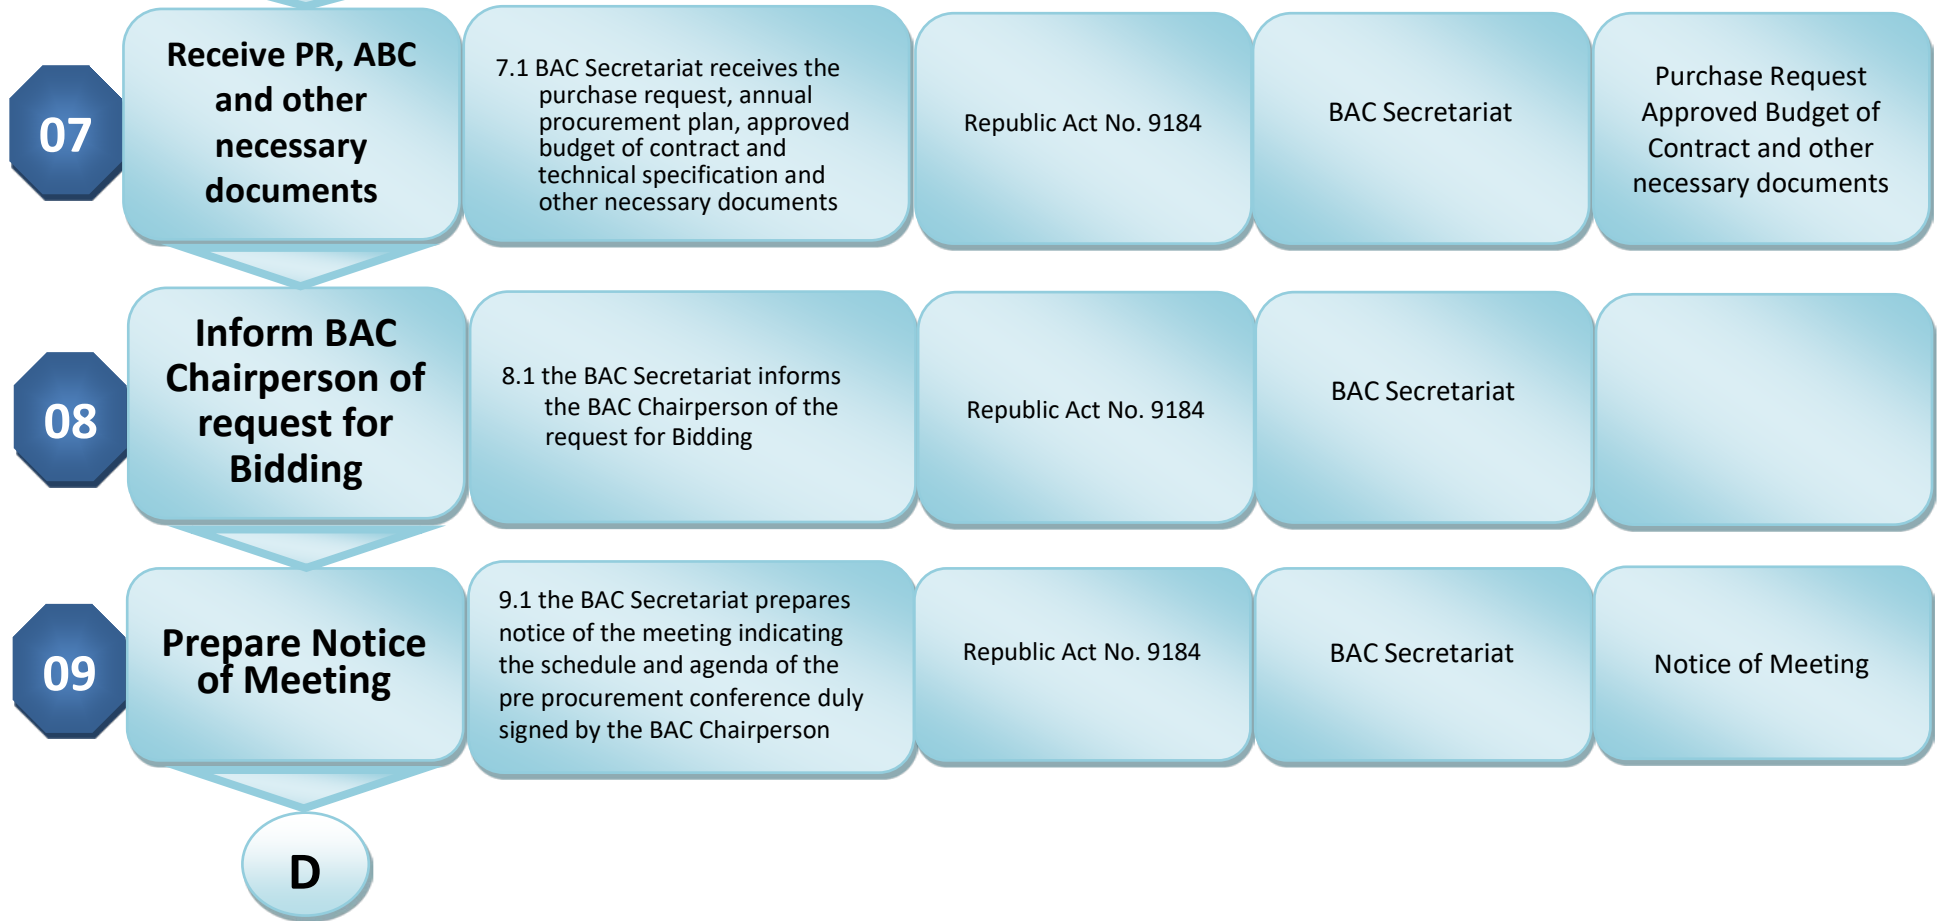 07
Receive PR, ABC
and other
necessary
documents
7.1 BAC Secretariat receives the
purchase request, annual
procurement plan, approved
budget of contract and
technical specification and
other necessary documents
Republic Act No. 9184
BAC Secretariat
Purchase Request
Approved Budget of
Contract and other
necessary documents
08
Inform BAC
Chairperson of
request for
Bidding
8.1 the BAC Secretariat informs
the BAC Chairperson of the
request for Bidding
Republic Act No. 9184
BAC Secretariat
09
Prepare Notice
of Meeting
9.1 the BAC Secretariat prepares
notice of the meeting indicating
the schedule and agenda of the
pre procurement conference duly
signed by the BAC Chairperson
Republic Act No. 9184
BAC Secretariat
Notice of Meeting
D